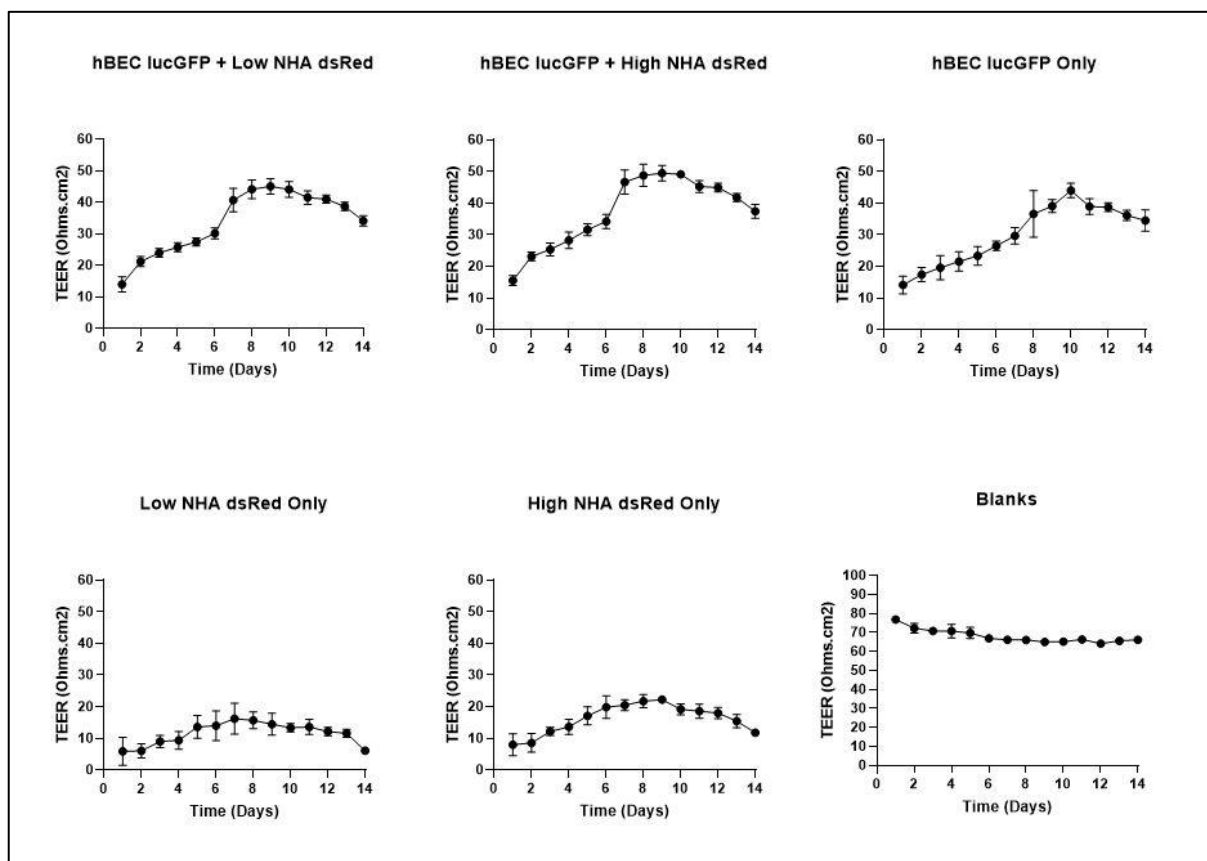 hBEC lucGFP + Low NHA dsRed
TEER (Ohms.cm2)
60
50
40
30
20
10
0
0 2 4 6 8 10 12 14
Time (Days)
hBEC lucGFP + High NHA dsRed
TEER (Ohms.cm2)
60
50
40
30
20
10
0
0 2 4 6 8 10 12 14
Time (Days)
hBEC lucGFP Only
TEER (Ohms.cm2)
60
50
40
30
20
10
0
0 2 4 6 8 10 12 14
Time (Days)
Low NHA dsRed Only
TEER (Ohms.cm2)
60
50
40
30
20
10
0
0 2 4 6 8 10 12 14
Time (Days)
High NHA dsRed Only
TEER (Ohms.cm2)
60
50
40
30
20
10
0
0 2 4 6 8 10 12 14
Time (Days)
Blanks
TEER (Ohms.cm2)
100
90
80
70
60
50
40
30
20
10
0
0 2 4 6 8 10 12 14
Time (Days)